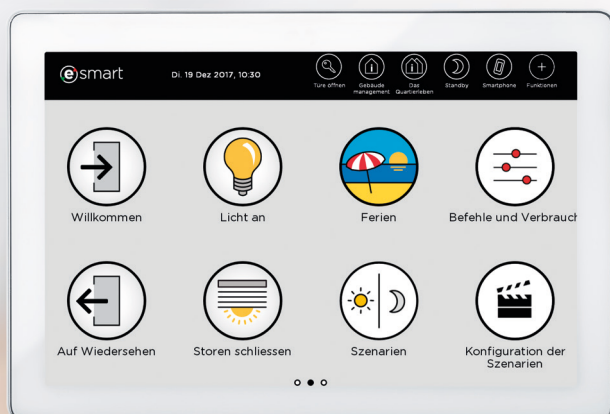 esmart
Di. 19 Dez 2017, 10:30
Türe öffnen
Gebäude
management
Das
Quartierleben
Standby
Smartphone
Funktionen
Willkommen
Licht an
Ferien
Befehle und Verbrauch
Auf Wiedersehen
Storen schliessen
Szenarien
Konfiguration der
Szenarien